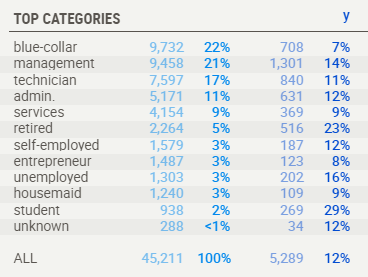 TOP CATEGORIES y
blue-collar 9,732 22% 708 7%
management 9,458 21% 1,301 14%
technician 7,597 17% 840 11%
admin. 5,171 11% 631 12%
services 4,154 9% 369 9%
retired 2,264 5% 516 23%
self-employed 1,579 3% 187 12%
entrepreneur 1,487 3% 123 8%
unemployed 1,303 3% 202 16%
housemaid 1,240 3% 109 9%
student 938 2% 269 29%
unknown 288 <1% 34 12%
ALL 45,211 100% 5,289 12%